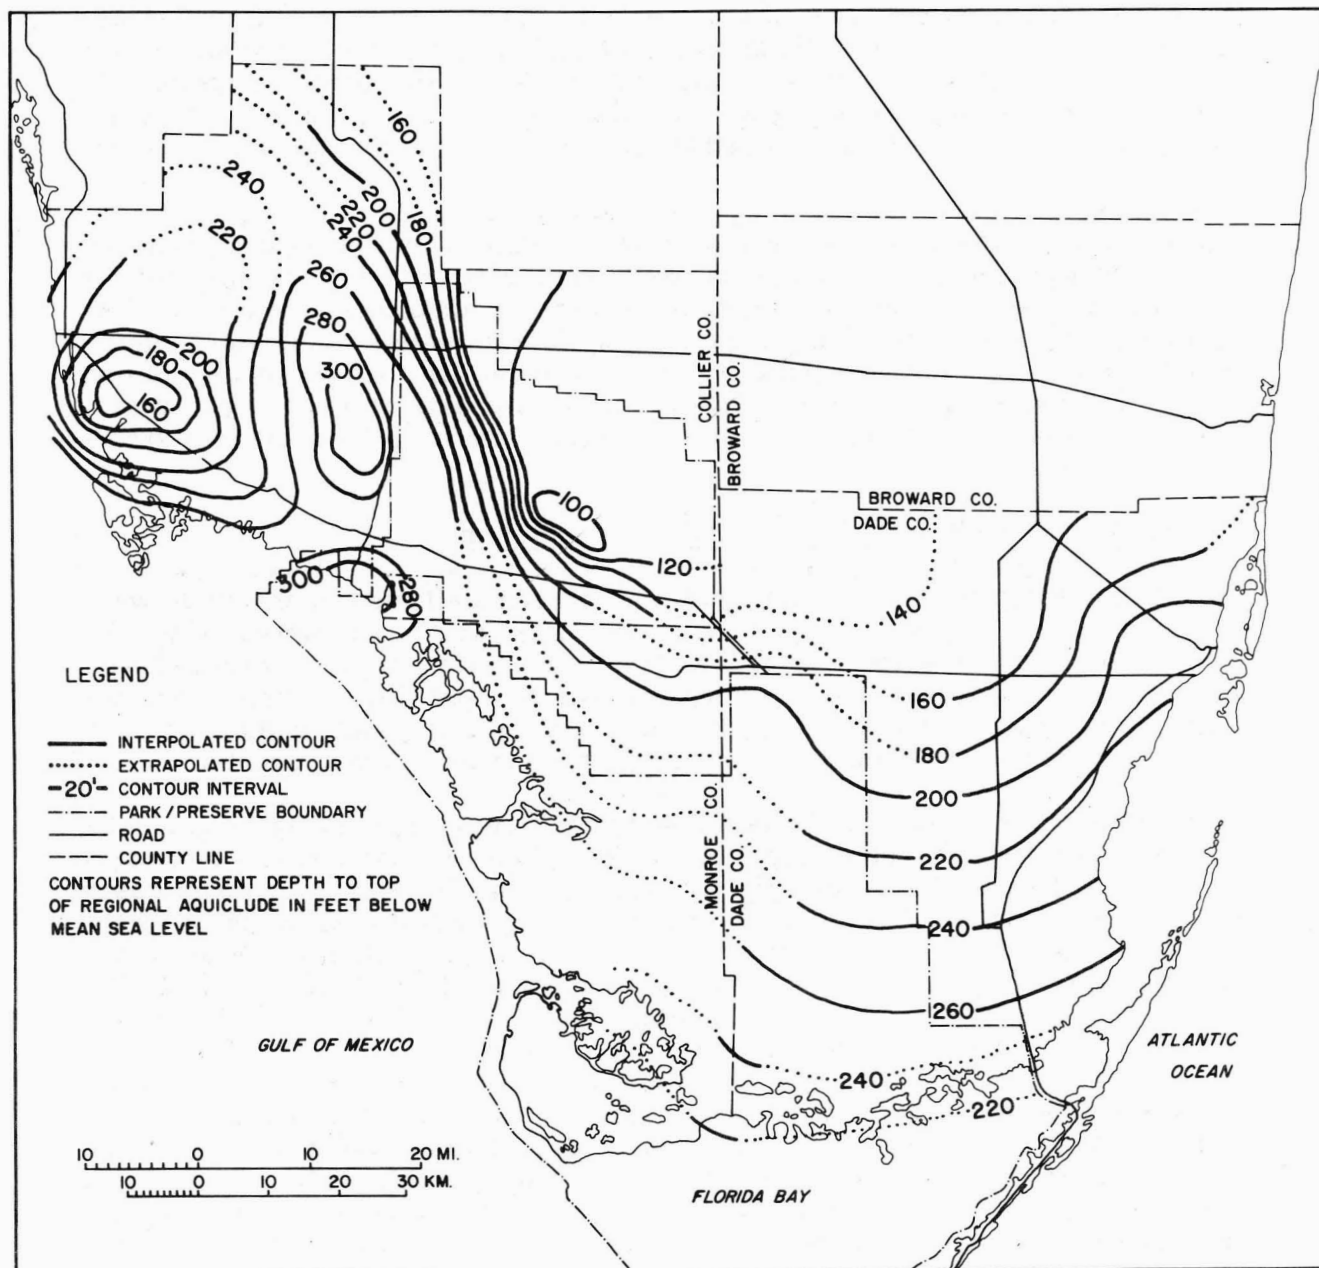 160
240
200
220
180
240
220
260
280
200
180
300
160
COLLIER CO.
BROWARD CO.
100
BROWARD CO.
DADE CO.
120
300
280
140
LEGEND
160
INTERPOLATED CONTOUR
EXTRAPOLATED CONTOUR
180
20' CONTOUR INTERVAL
PARK/PRESERVE BOUNDARY
200
ROAD
COUNTY LINE
220
MONROE CO.
DADE CO.
CONTOURS REPRESENT DEPTH TO TOP
OF REGIONAL AQUICLUDE IN FEET BELOW
MEAN SEA LEVEL
240
260
GULF OF MEXICO
ATLANTIC
OCEAN
240
220
10 0 10 20 MI.
10 0 10 20 30 KM.
FLORIDA BAY